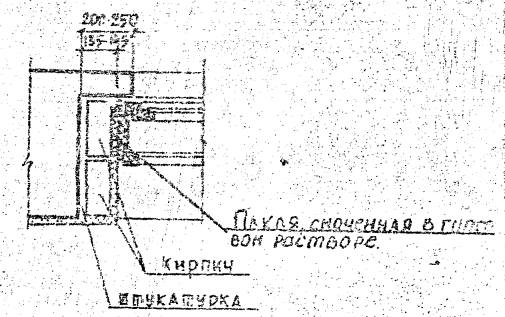 200-250
135-145
Пакля, смоченная в гипсо
вом растворе
Кирпич
Штукатурка